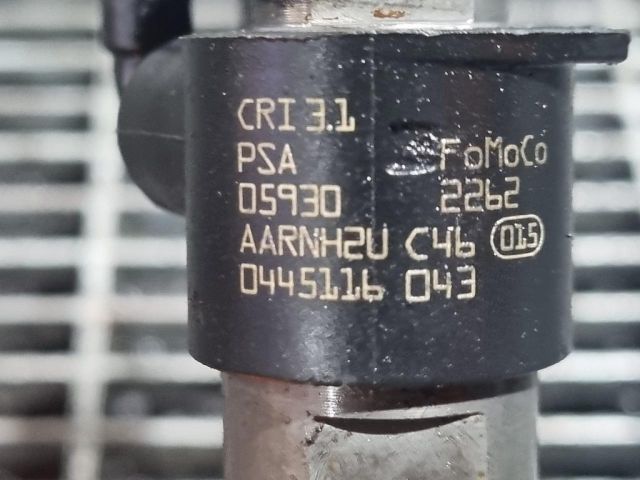 CRI 3.1
PSA FoMoCo
05930 2262
AARNH2U C46 015
0445116 043